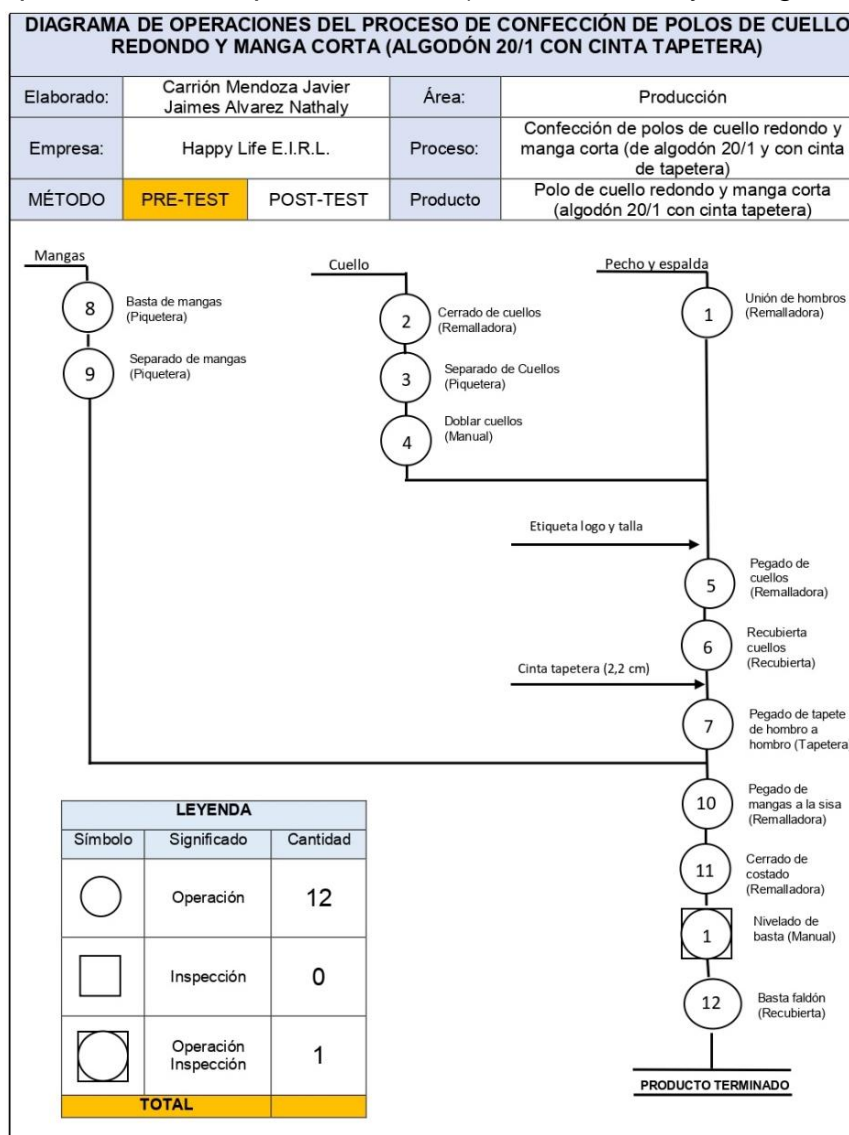 DIAGRAMA DE OPERACIONES DEL PROCESO DE CONFECCIÓN DE POLOS DE CUELLO
REDONDO Y MANGA CORTA (ALGODÓN 20/1 CON CINTA TAPETERA)
Elaborado:
Carrión Mendoza Javier
Jaimes Alvarez Nathaly
Área:
Producción
Empresa:
Happy Life E.I.R.L.
Proceso:
Confección de polos de cuello redondo y
manga corta (de algodón 20/1 y con cinta
de tapetera)
MÉTODO
PRE-TEST
POST-TEST
Producto
Polo de cuello redondo y manga corta
(algodón 20/1 con cinta tapetera)
Mangas
8
Basta de mangas
(Piquetera)
9
Separado de mangas
(Piquetera)
Cuello
2
Cerrado de cuellos
(Remalladora)
3
Separado de Cuellos
(Piquetera)
4
Doblar cuellos
(Manual)
Pecho y espalda
1
Unión de hombros
(Remalladora)
Etiqueta logo y talla
5
Pegado de
cuellos
(Remalladora)
6
Recubierta
cuellos
(Recubierta)
Cinta tapetera (2,2 cm)
7
Pegado de tapete
de hombro a
hombro (Tapetera
10
Pegado de
mangas a la sisa
(Remalladora)
11
Cerrado de
costado
(Remalladora)
1
Nivelado de
basta (Manual)
12
Basta faldón
(Recubierta)
PRODUCTO TERMINADO
LEYENDA
Símbolo
Significado
Cantidad
Operación
12
Inspección
0
Operación
Inspección
1
TOTAL